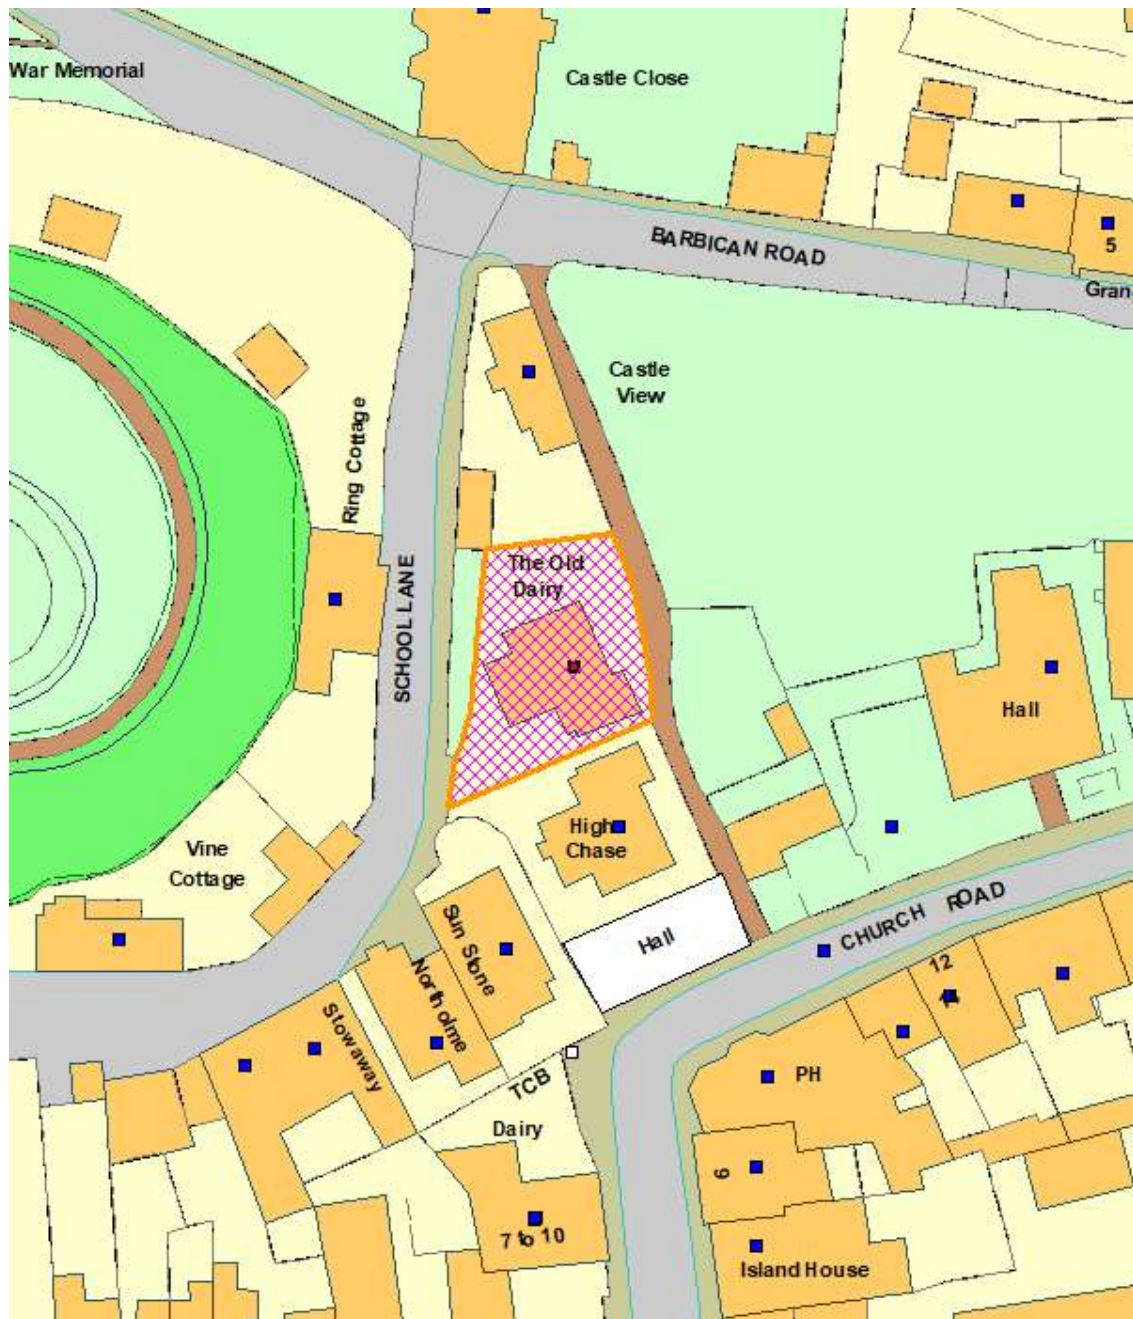 War Memorial
Castle Close
BARBICAN ROAD
5
Gran
Castle
View
Ring Cottage
The Old
Dairy
SCHOOL LANE
Hall
High
Chase
Vine
Cottage
Sun Stone
Hall
CHURCH ROAD
Northolme
12
Stowaway
PH
TCB
Dairy
6
7 to 10
Island House